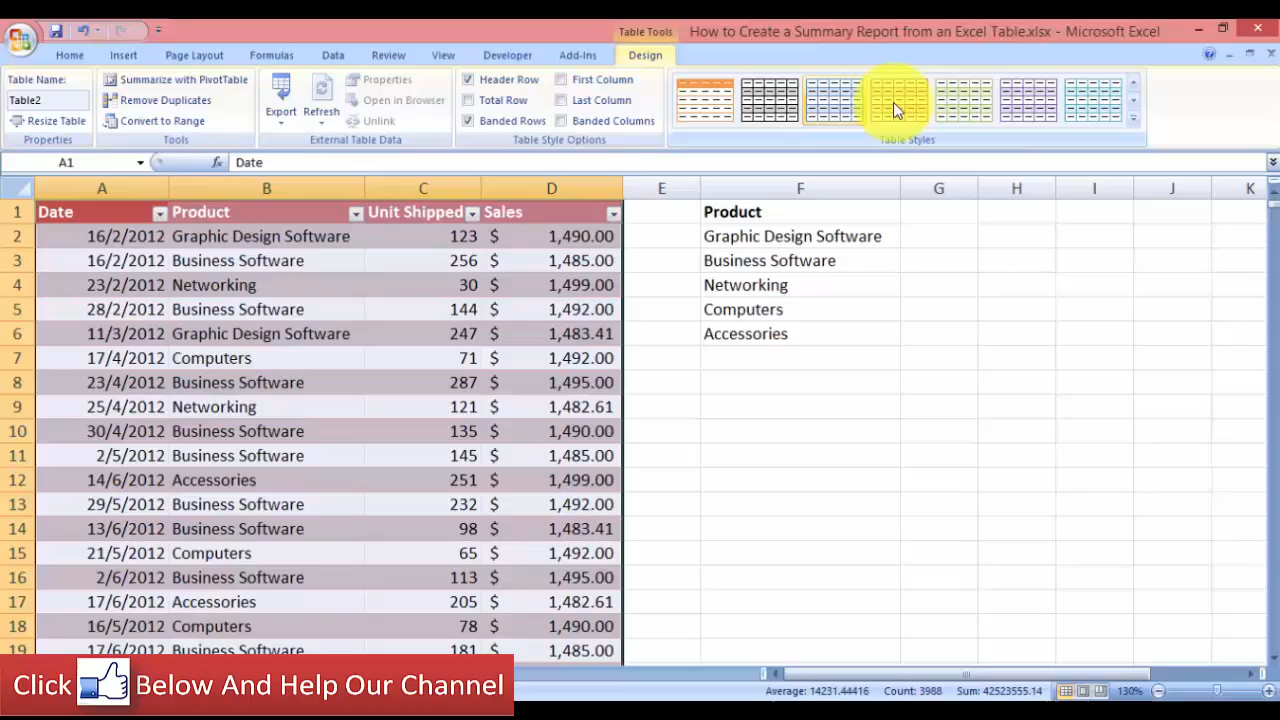 Table Tools
How to Create a Summary Report from an Excel Table.xlsx - Microsoft Excel
Home Insert Page Layout Formulas Data Review View Developer Add-Ins Design
Table Name:
Table2
Resize Table
Properties
Summarize with PivotTable
Remove Duplicates
Convert to Range
Tools
Export Refresh
Properties
Open in Browser
Unlink
External Table Data
Header Row First Column
Total Row Last Column
Banded Rows Banded Columns
Table Style Options
Table Styles
A1 fx Date
A B C D E F G H I J K
1 Date Product Unit Shipped Sales Product
2 16/2/2012 Graphic Design Software 123 $ 1,490.00 Graphic Design Software
3 16/2/2012 Business Software 256 $ 1,485.00 Business Software
4 23/2/2012 Networking 30 $ 1,499.00 Networking
5 28/2/2012 Business Software 144 $ 1,492.00 Computers
6 11/3/2012 Graphic Design Software 247 $ 1,483.41 Accessories
7 17/4/2012 Computers 71 $ 1,492.00
8 23/4/2012 Business Software 287 $ 1,495.00
9 25/4/2012 Networking 121 $ 1,482.61
10 30/4/2012 Business Software 135 $ 1,490.00
11 2/5/2012 Business Software 145 $ 1,485.00
12 14/6/2012 Accessories 251 $ 1,499.00
13 29/5/2012 Business Software 232 $ 1,492.00
14 13/6/2012 Business Software 98 $ 1,483.41
15 21/5/2012 Computers 65 $ 1,492.00
16 2/6/2012 Business Software 113 $ 1,495.00
17 17/6/2012 Accessories 205 $ 1,482.61
18 16/5/2012 Computers 78 $ 1,490.00
19 17/6/2012 Business Software 181 $ 1,485.00
Click Below And Help Our Channel
Average: 14231.44416 Count: 3988 Sum: 42523555.14 130%